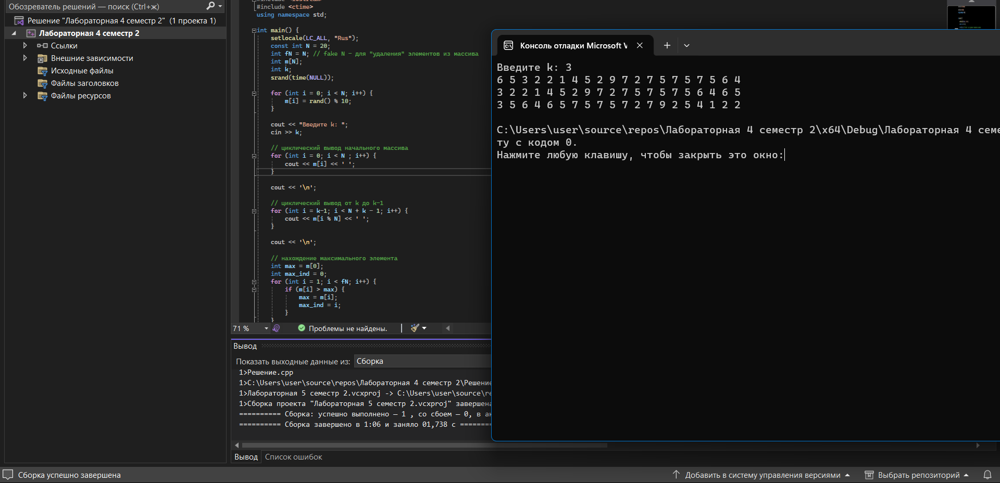 Обозреватель решений — поиск (Ctrl+ж)
Решение "Лабораторная 4 семестр 2" (1 проекта 1)
Лабораторная 4 семестр 2
Ссылки
Внешние зависимости
Исходные файлы
Файлы заголовков
Файлы ресурсов
#include <iostream>
#include <ctime>
using namespace std;
int main() {
setlocale(LC_ALL, "Rus");
const int N = 20;
int fN = N; // fake N - для "удаления" элементов из массива
int m[N];
int k;
srand(time(NULL));
for (int i = 0; i < N; i++) {
m[i] = rand() % 10;
}
cout << "Введите k: ";
cin >> k;
// циклический вывод начального массива
for (int i = 0; i < N ; i++) {
cout << m[i] << ' ';
}
cout << '\n';
// циклический вывод от k до k-1
for (int i = k-1; i < N + k - 1; i++) {
cout << m[i % N] << ' ';
}
cout << '\n';
// нахождение максимального элемента
int max = m[0];
int max_ind = 0;
for (int i = 1; i < fN; i++) {
if (m[i] > max) {
max = m[i];
max_ind = i;
}
}
71 %
Проблемы не найдены.
Вывод
Показать выходные данные из: Сборка
1>Решение.cpp
1>C:\Users\user\source\repos\Лабораторная 4 семестр 2\Решение
1>Лабораторная 5 семестр 2.vcxproj -> C:\Users\user\source\re
1>Сборка проекта "Лабораторная 5 семестр 2.vcxproj" завершена
========== Сборка: успешно выполнено — 1 , со сбоем — 0, в ак
========== Сборка завершено в 1:06 и заняло 01,738 с ========
Вывод
Список ошибок
Консоль отладки Microsoft V
Введите k: 3
6 5 3 2 2 1 4 5 2 9 7 2 7 5 7 5 7 5 6 4
3 2 2 1 4 5 2 9 7 2 7 5 7 5 7 5 6 4 6 5
3 5 6 4 6 5 7 5 7 5 7 2 7 9 2 5 4 1 2 2
C:\Users\user\source\repos\Лабораторная 4 семестр 2\x64\Debug\Лабораторная 4 семе
ту с кодом 0.
Нажмите любую клавишу, чтобы закрыть это окно:
Сборка успешно завершена
Добавить в систему управления версиями
Выбрать репозиторий